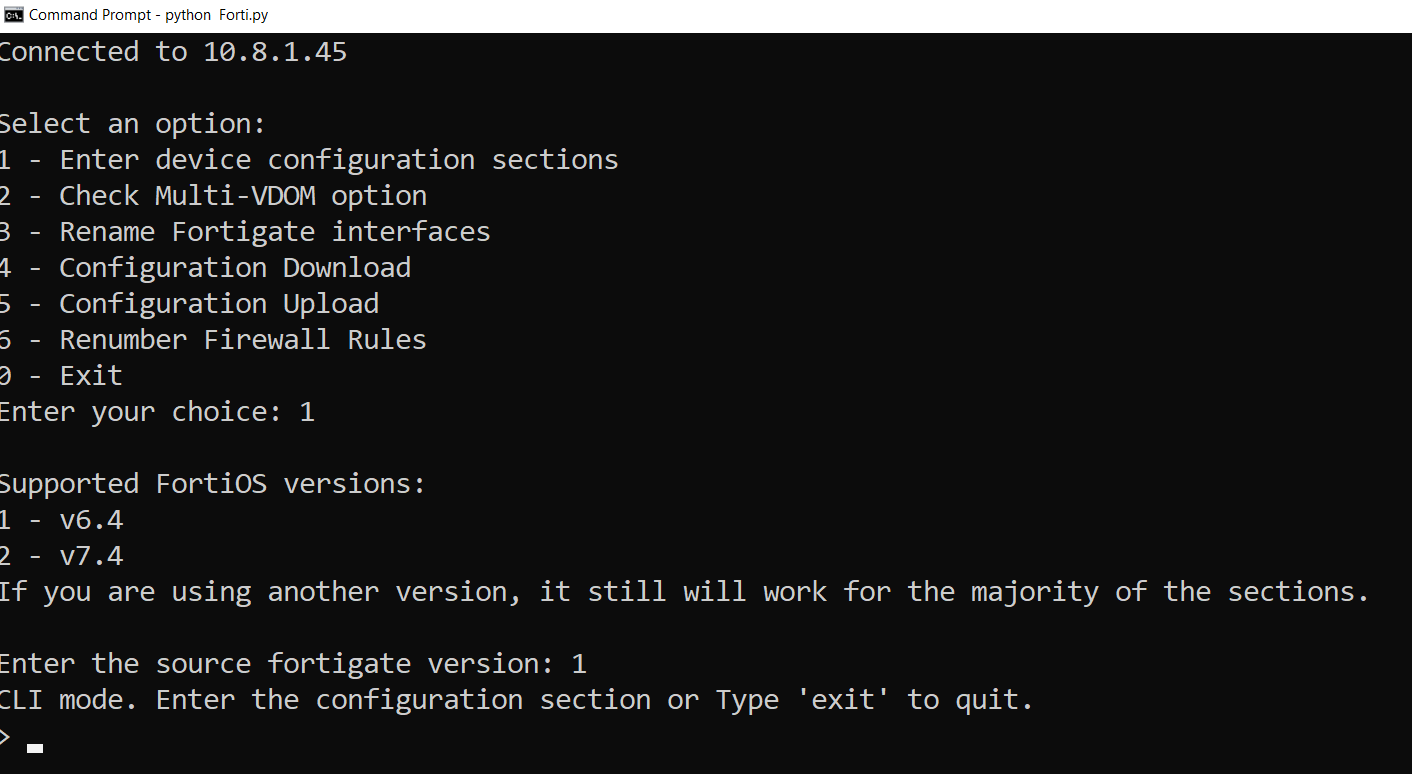 Command Prompt - python  Forti.py
Connected to 10.8.1.45
Select an option:
1 - Enter device configuration sections
2 - Check Multi-VDOM option
3 - Rename Fortigate interfaces
4 - Configuration Download
5 - Configuration Upload
6 - Renumber Firewall Rules
0 - Exit
Enter your choice: 1
Supported FortiOS versions:
1 - v6.4
2 - v7.4
If you are using another version, it still will work for the majority of the sections.
Enter the source fortigate version: 1
CLI mode. Enter the configuration section or Type 'exit' to quit.
>